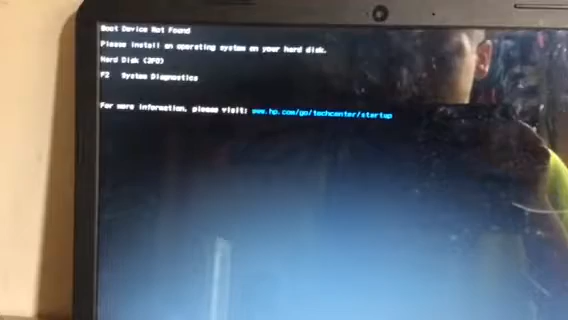 Boot Device Not Found
Please install an operating system on your hard disk.
Hard Disk (3F0)
F2 System Diagnostics
For more information, please visit: www.hp.com/go/techcenter/startup